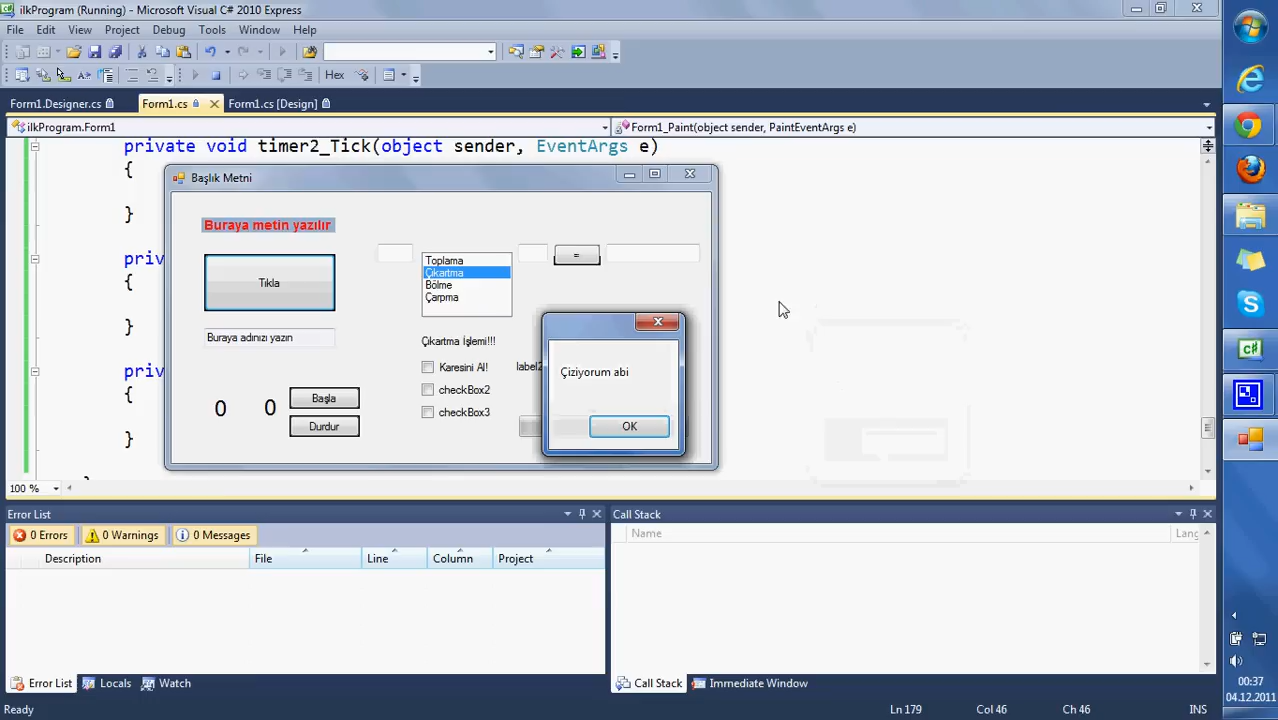 ilkProgram (Running) - Microsoft Visual C# 2010 Express
File Edit View Project Debug Tools Window Help
Hex
Form1.Designer.cs Form1.cs Form1.cs [Design]
ilkProgram.Form1 Form1_Paint(object sender, PaintEventArgs e)
private void timer2_Tick(object sender, EventArgs e)
{
}
priv
{
}
priv
{
}
Başlık Metni
Buraya metin yazılır
Tıkla
Buraya adınızı yazın
0 0 Başla
Durdur
Toplama
Çıkartma
Bölme
Çarpma
=
Çıkartma İşlemi!!!
Karesini Al! label2
checkBox2
checkBox3
Çiziyorum abi
OK
100 %
Error List
0 Errors 0 Warnings 0 Messages
Description File Line Column Project
Call Stack
Name Lang
Error List Locals Watch
Call Stack Immediate Window
Ready Ln 179 Col 46 Ch 46 INS
00:37
04.12.2011